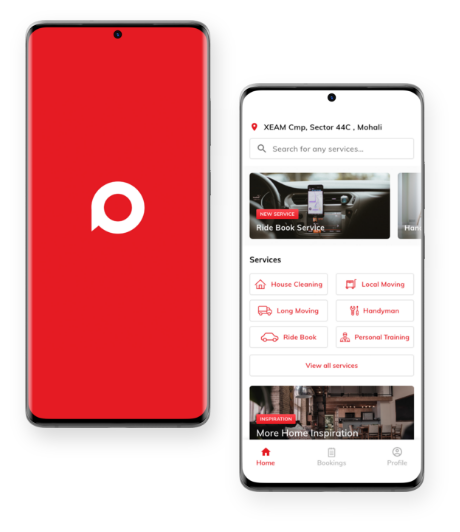 XEAM Cmp, Sector 44C , Mohali
Search for any services...
NEW SERVICE
Ride Book Service
Han
Services
House Cleaning
Local Moving
Long Moving
Handyman
Ride Book
Personal Training
View all services
INSPIRATION
More Home Inspiration
Home
Bookings
Profile